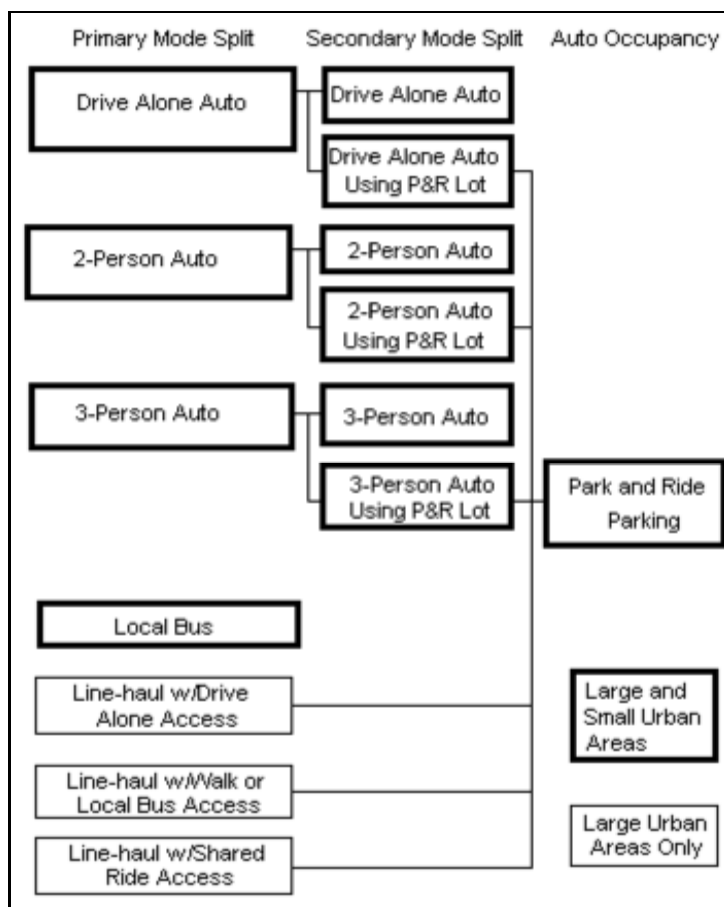 Primary Mode Split
Secondary Mode Split
Auto Occupancy
Drive Alone Auto
Drive Alone Auto
Drive Alone Auto
Using P&R Lot
2-Person Auto
2-Person Auto
2-Person Auto
Using P&R Lot
3-Person Auto
3-Person Auto
3-Person Auto
Using P&R Lot
Park and Ride
Parking
Local Bus
Line-haul w/Drive
Alone Access
Large and
Small Urban
Areas
Line-haul w/Walk or
Local Bus Access
Large Urban
Areas Only
Line-haul w/Shared
Ride Access